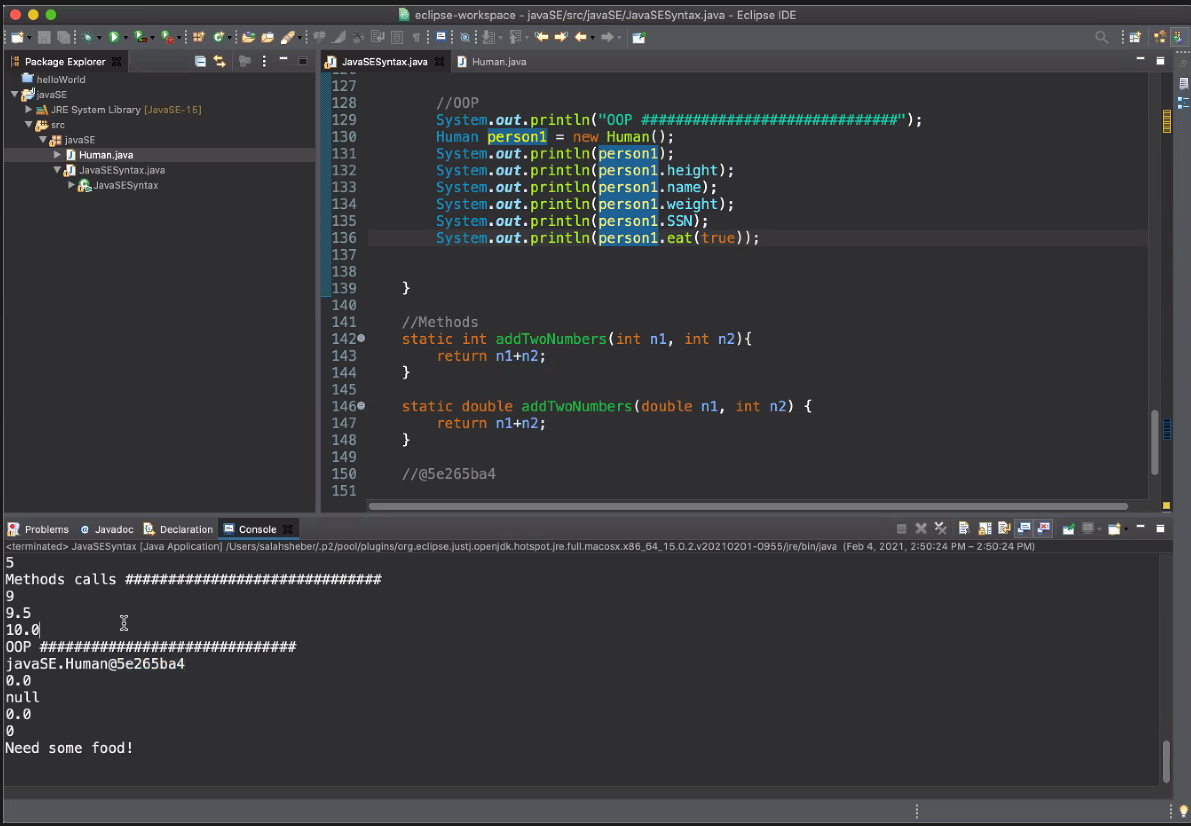 eclipse-workspace - javaSE/src/javaSE/JavaSESyntax.java - Eclipse IDE
Package Explorer
helloWorld
javaSE
JRE System Library [JavaSE-15]
src
javaSE
Human.java
JavaSESyntax.java
JavaSESyntax
JavaSESyntax.java Human.java
127
128 //OOP
129 System.out.println("OOP ##############################");
130 Human person1 = new Human();
131 System.out.println(person1);
132 System.out.println(person1.height);
133 System.out.println(person1.name);
134 System.out.println(person1.weight);
135 System.out.println(person1.SSN);
136 System.out.println(person1.eat(true));
137
138
139 }
140
141 //Methods
142 static int addTwoNumbers(int n1, int n2){
143 return n1+n2;
144 }
145
146 static double addTwoNumbers(double n1, int n2) {
147 return n1+n2;
148 }
149
150 //@5e265ba4
151
Problems Javadoc Declaration Console
<terminated> JavaSESyntax [Java Application] /Users/salahsheber/.p2/pool/plugins/org.eclipse.justj.openjdk.hotspot.jre.full.macosx.x86_64_15.0.2.v20210201-0955/jre/bin/java (Feb 4, 2021, 2:50:24 PM – 2:50:24 PM)
5
Methods calls ##############################
9
9.5
10.0
OOP ##############################
javaSE.Human@5e265ba4
0.0
null
0.0
0
Need some food!